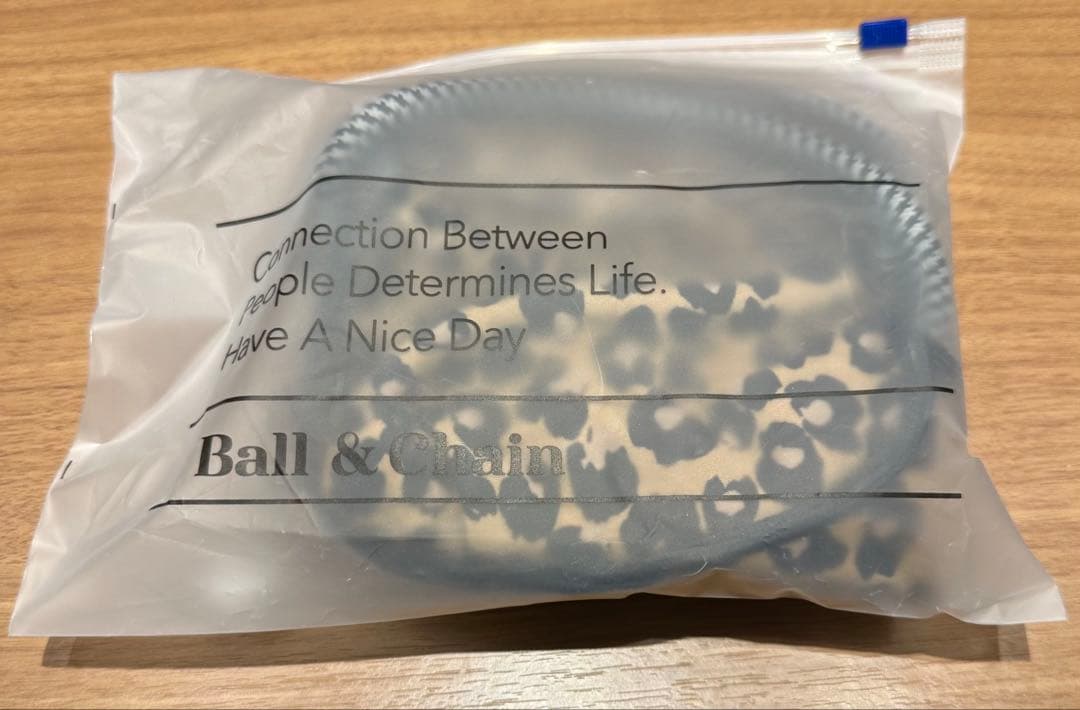 Connection Between
People Determines Life.
Have A Nice Day
Ball & Chain